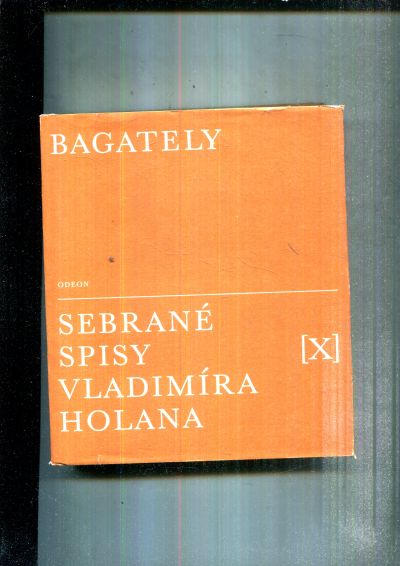 BAGATELY
ODEON
SEBRANÉ
SPISY
VLADIMÍRA
HOLANA
[X]